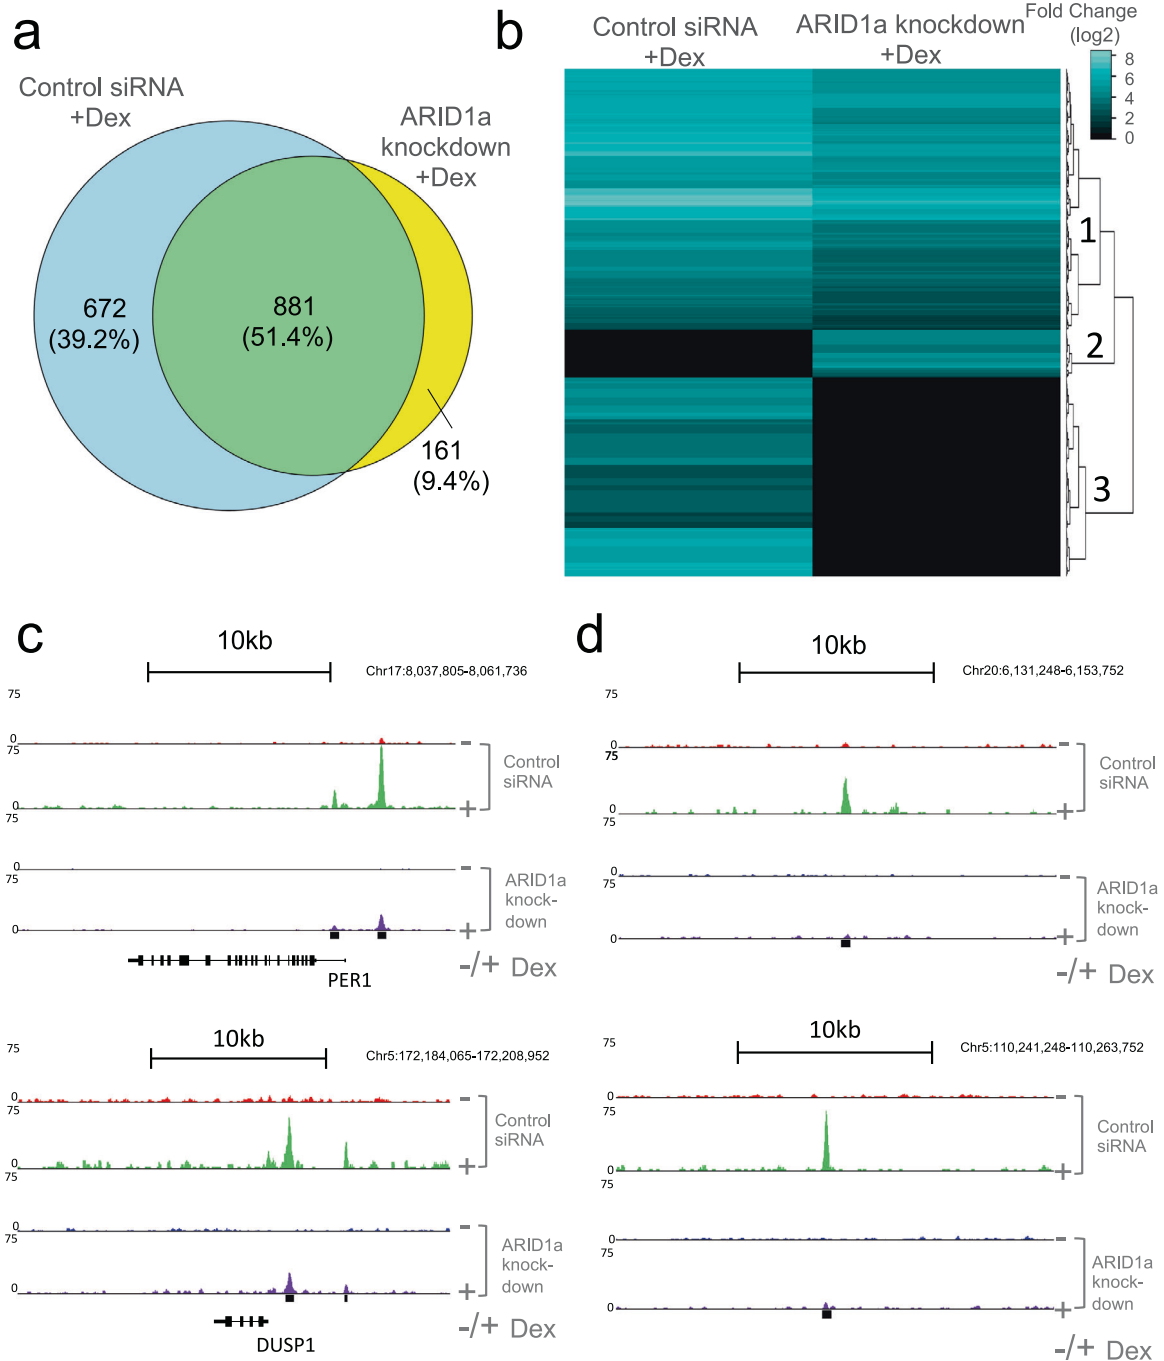 a
Control siRNA
+Dex
ARID1a
knockdown
+Dex
672
(39.2%)
881
(51.4%)
161
(9.4%)
b
Control siRNA
+Dex
ARID1a knockdown
+Dex
Fold Change
(log2)
8
6
4
2
0
1
2
3
c
10kb
Chr17:8,037,805-8,061,736
75
0
-
75
Control
siRNA
0
+
75
0
-
75
ARID1a
knock-
down
0
+
PER1
-/+ Dex
75
10kb
Chr5:172,184,065-172,208,952
0
-
75
Control
siRNA
0
+
75
0
-
75
ARID1a
knock-
down
0
+
DUSP1
-/+ Dex
d
10kb
Chr20:6,131,248-6,153,752
75
0
-
75
Control
siRNA
0
+
75
0
-
75
ARID1a
knock-
down
0
+
-/+ Dex
75
10kb
Chr5:110,241,248-110,263,752
0
-
75
Control
siRNA
0
+
75
0
-
75
ARID1a
knock-
down
0
+
-/+ Dex